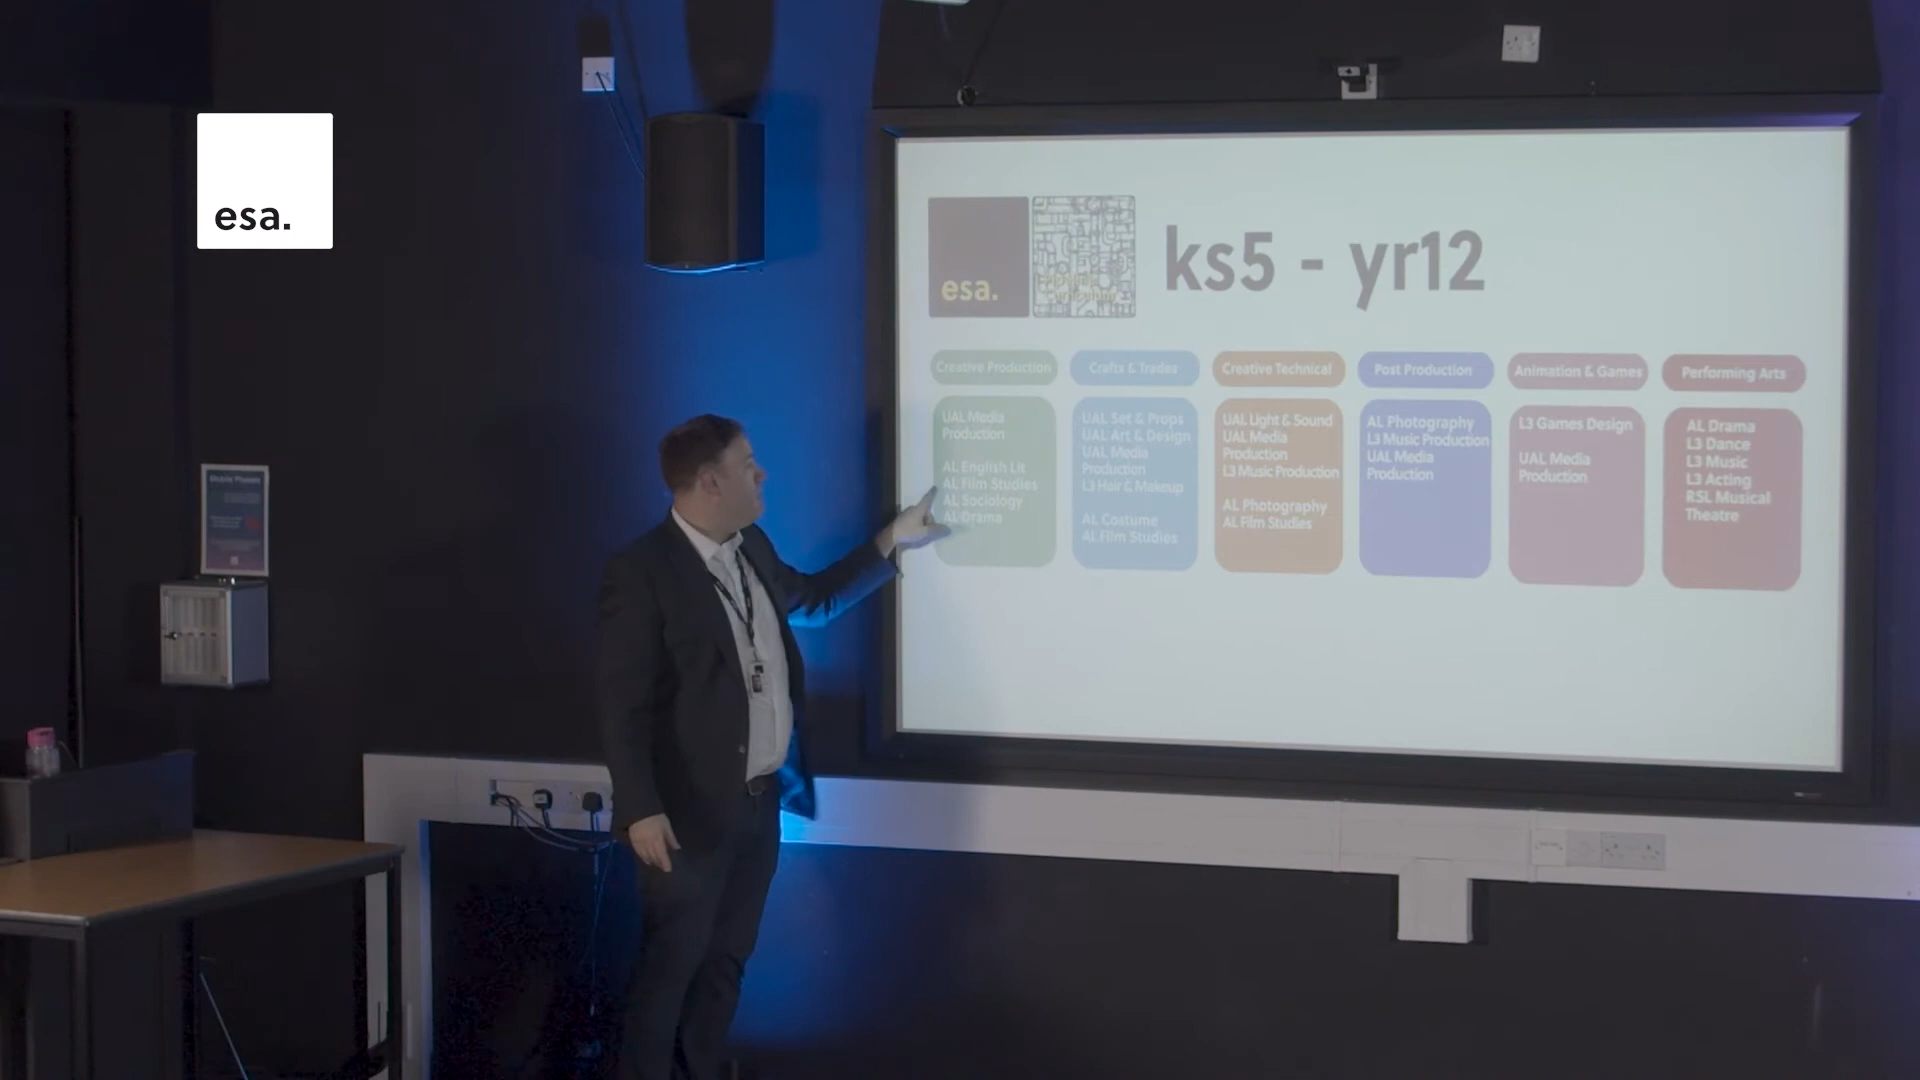 esa.
esa.
ks5 - yr12
Creative Production
UAL Media
Production
AL English Lit
AL Film Studies
AL Sociology
AL Drama
Crafts & Trades
UAL Set & Props
UAL Art & Design
UAL Media
Production
L3 Hair & Makeup
AL Costume
AL Film Studies
Creative Technical
UAL Light & Sound
UAL Media
Production
L3 Music Production
AL Photography
AL Film Studies
Post Production
AL Photography
L3 Music Production
UAL Media
Production
Animation & Games
L3 Games Design
UAL Media
Production
Performing Arts
AL Drama
L3 Dance
L3 Music
L3 Acting
RSL Musical
Theatre
Mobile Phones